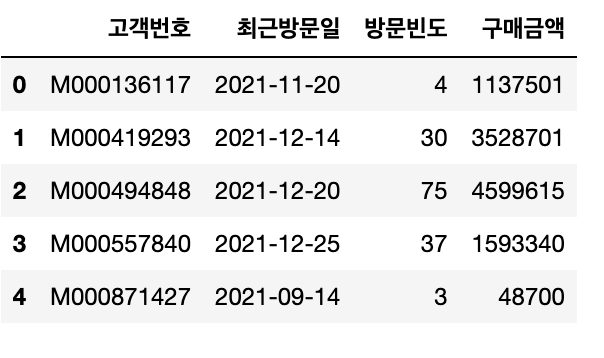 고객번호 최근방문일 방문빈도 구매금액
0 M000136117 2021-11-20 4 1137501
1 M000419293 2021-12-14 30 3528701
2 M000494848 2021-12-20 75 4599615
3 M000557840 2021-12-25 37 1593340
4 M000871427 2021-09-14 3 48700